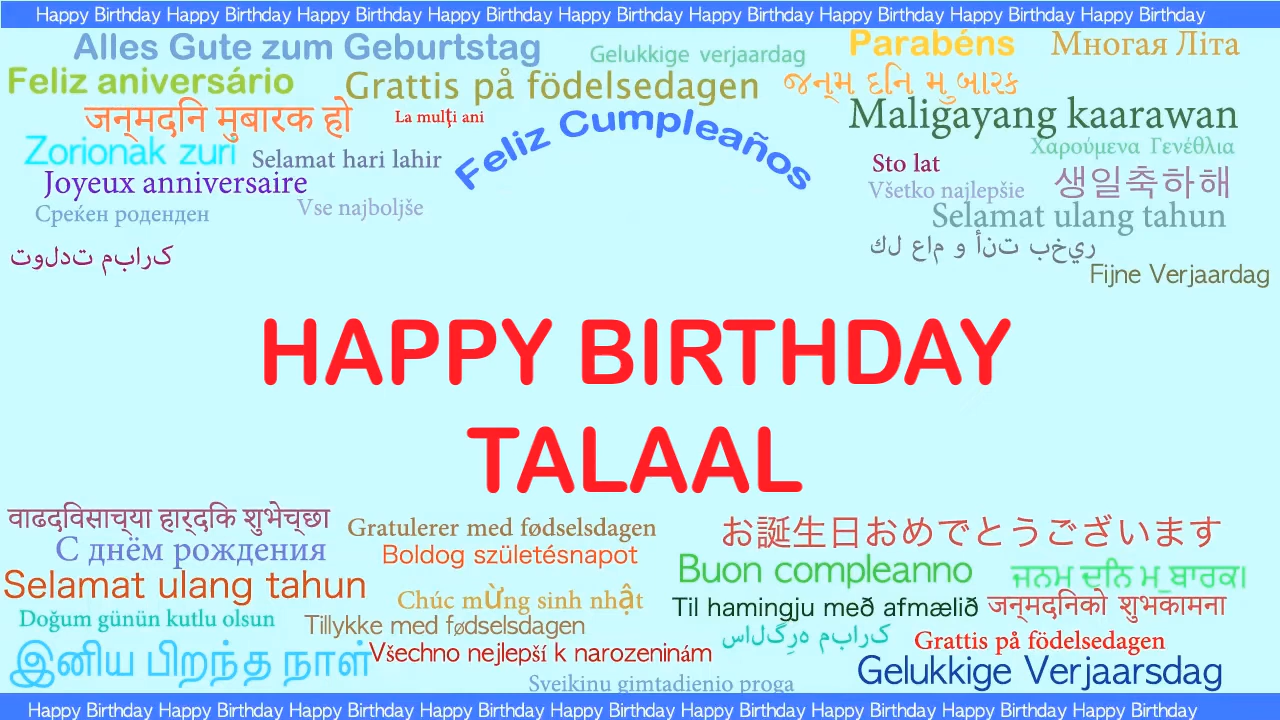 Happy Birthday Happy Birthday Happy Birthday Happy Birthday Happy Birthday Happy Birthday Happy Birthday Happy Birthday Happy Birthday
Alles Gute zum Geburtstag
Gelukkige verjaardag
Parabéns
Многая Літа
Feliz aniversário
Grattis på födelsedagen
જન્મ દિન મુબારક
जन्मदिन मुबारक हो
La mulţi ani
Feliz Cumpleaños
Maligayang kaarawan
Zorionak zuri
Selamat hari lahir
Χαρούμενα Γενέθλια
Sto lat
Joyeux anniversaire
Všetko najlepšie
생일축하해
Среќен роденден
Vse najboljše
Selamat ulang tahun
تولدت مبارک
كل عام و أنت بخير
Fijne Verjaardag
HAPPY BIRTHDAY
TALAAL
वाढदिवसाच्या हार्दिक शुभेच्छा
Gratulerer med fødselsdagen
お誕生日おめでとうございます
С днём рождения
Boldog születésnapot
Buon compleanno
ਜਨਮ ਦਿਨ ਮੁਬਾਰਕ।
Selamat ulang tahun
Chúc mừng sinh nhật
Til hamingju með afmælið
जन्मदिनको शुभकामना
Doğum günün kutlu olsun
Tillykke med fødselsdagen
سالگرہ مبارک
Grattis på födelsedagen
இனிய பிறந்த நாள்
Všechno nejlepší k narozeninám
Gelukkige Verjaarsdag
Sveikinu gimtadienio proga
Happy Birthday Happy Birthday Happy Birthday Happy Birthday Happy Birthday Happy Birthday Happy Birthday Happy Birthday Happy Birthday